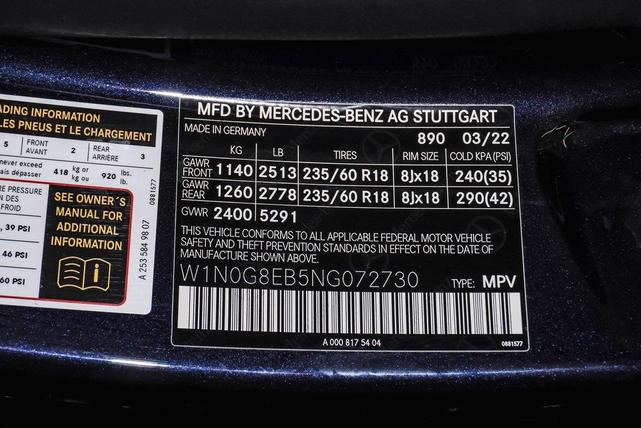 ADING INFORMATION
LES PNEUS ET LE CHARGEMENT
5 FRONT AVANT 2 REAR ARRIÈRE 3
never exceed
mais dépasser 418 kg or kg ou 920 lbs. lb.
E PRESSURE
N DES
FROID
, 39 PSI
46 PSI
60 PSI
SEE OWNER´S
MANUAL FOR
ADDITIONAL
INFORMATION
A 253 584 98 07
0881577
MFD BY MERCEDES-BENZ AG STUTTGART
MADE IN GERMANY 890 03/22
KG LB TIRES RIM SIZE COLD KPA(PSI)
GAWR FRONT 1140 2513 235/60 R18 8Jx18 240(35)
GAWR REAR 1260 2778 235/60 R18 8Jx18 290(42)
GVWR 2400 5291
THIS VEHICLE CONFORMS TO ALL APPLICABLE FEDERAL MOTOR VEHICLE
SAFETY AND THEFT PREVENTION STANDARDS IN EFFECT ON THE DATE OF
MANUFACTURE SHOWN ABOVE.
W1N0G8EB5NG072730 TYPE: MPV
A 000 817 54 04 0881577